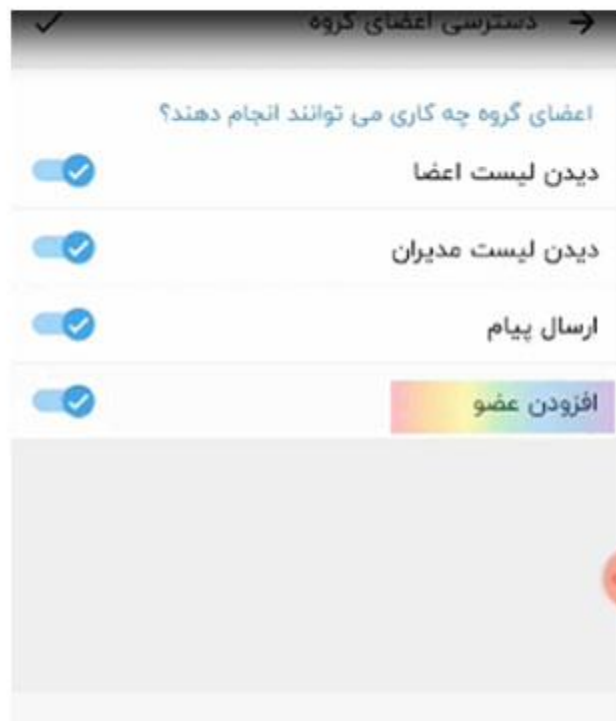 دسترسی اعضای گروه
اعضای گروه چه کاری می توانند انجام دهند؟
دیدن لیست اعضا
دیدن لیست مدیران
ارسال پیام
افزودن عضو